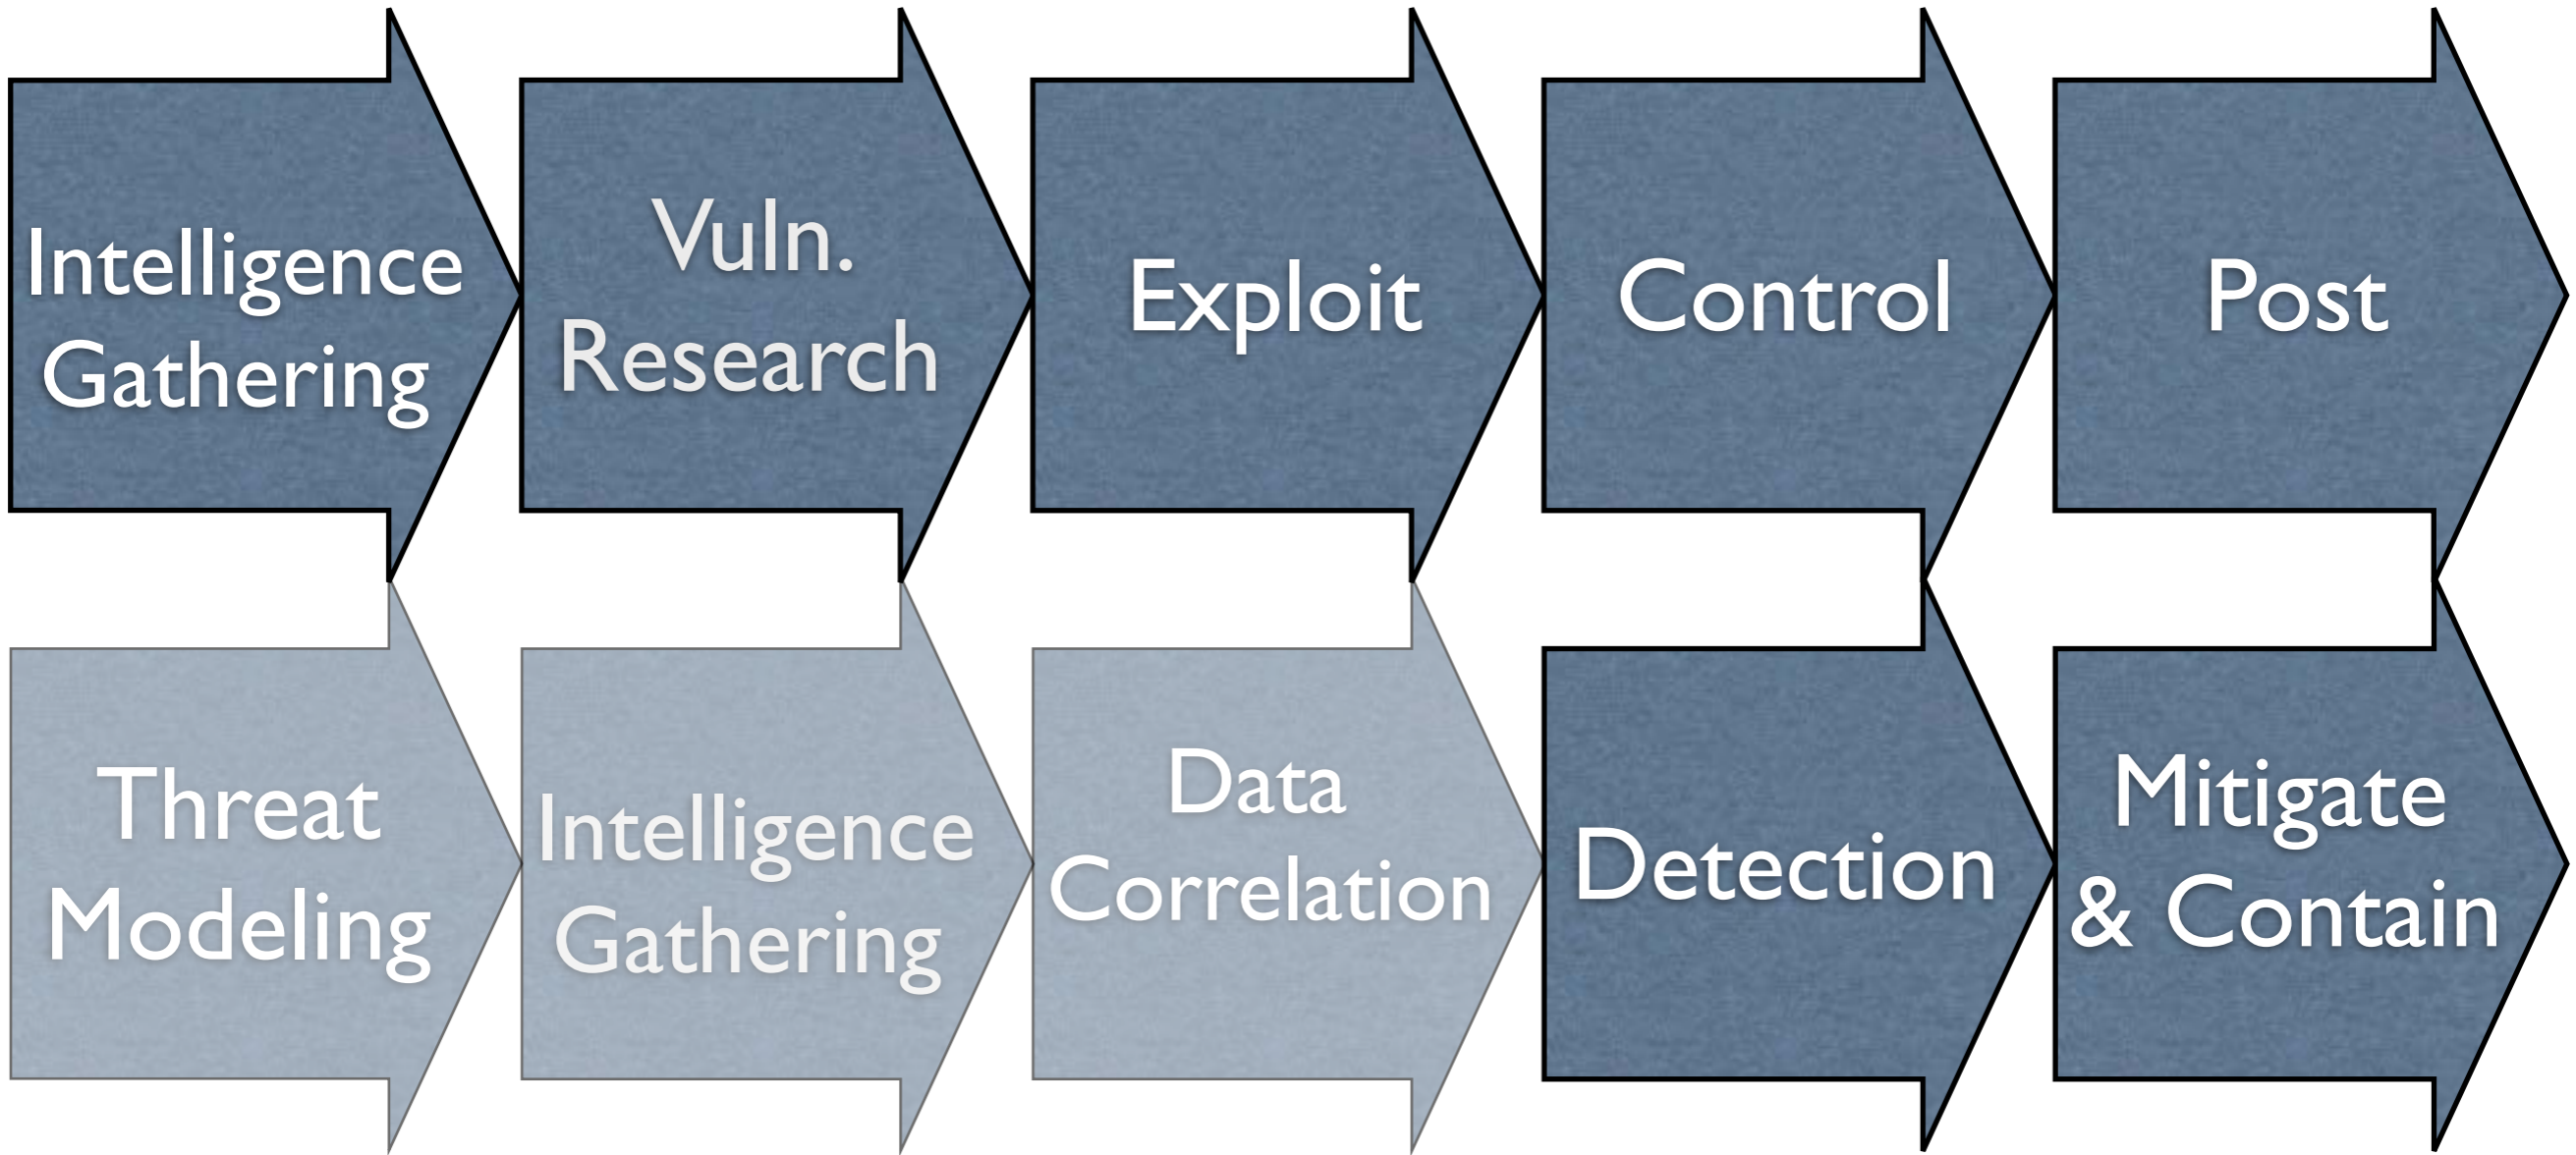 Intelligence
Gathering
Vuln.
Research
Exploit
Control
Post
Threat
Modeling
Intelligence
Gathering
Data
Correlation
Detection
Mitigate
& Contain